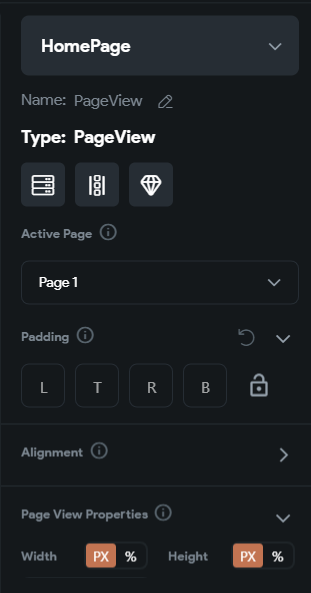 HomePage
Name: PageView
Type: PageView
Active Page
Page 1
Padding
L T R B
Alignment
Page View Properties
Width PX % Height PX %